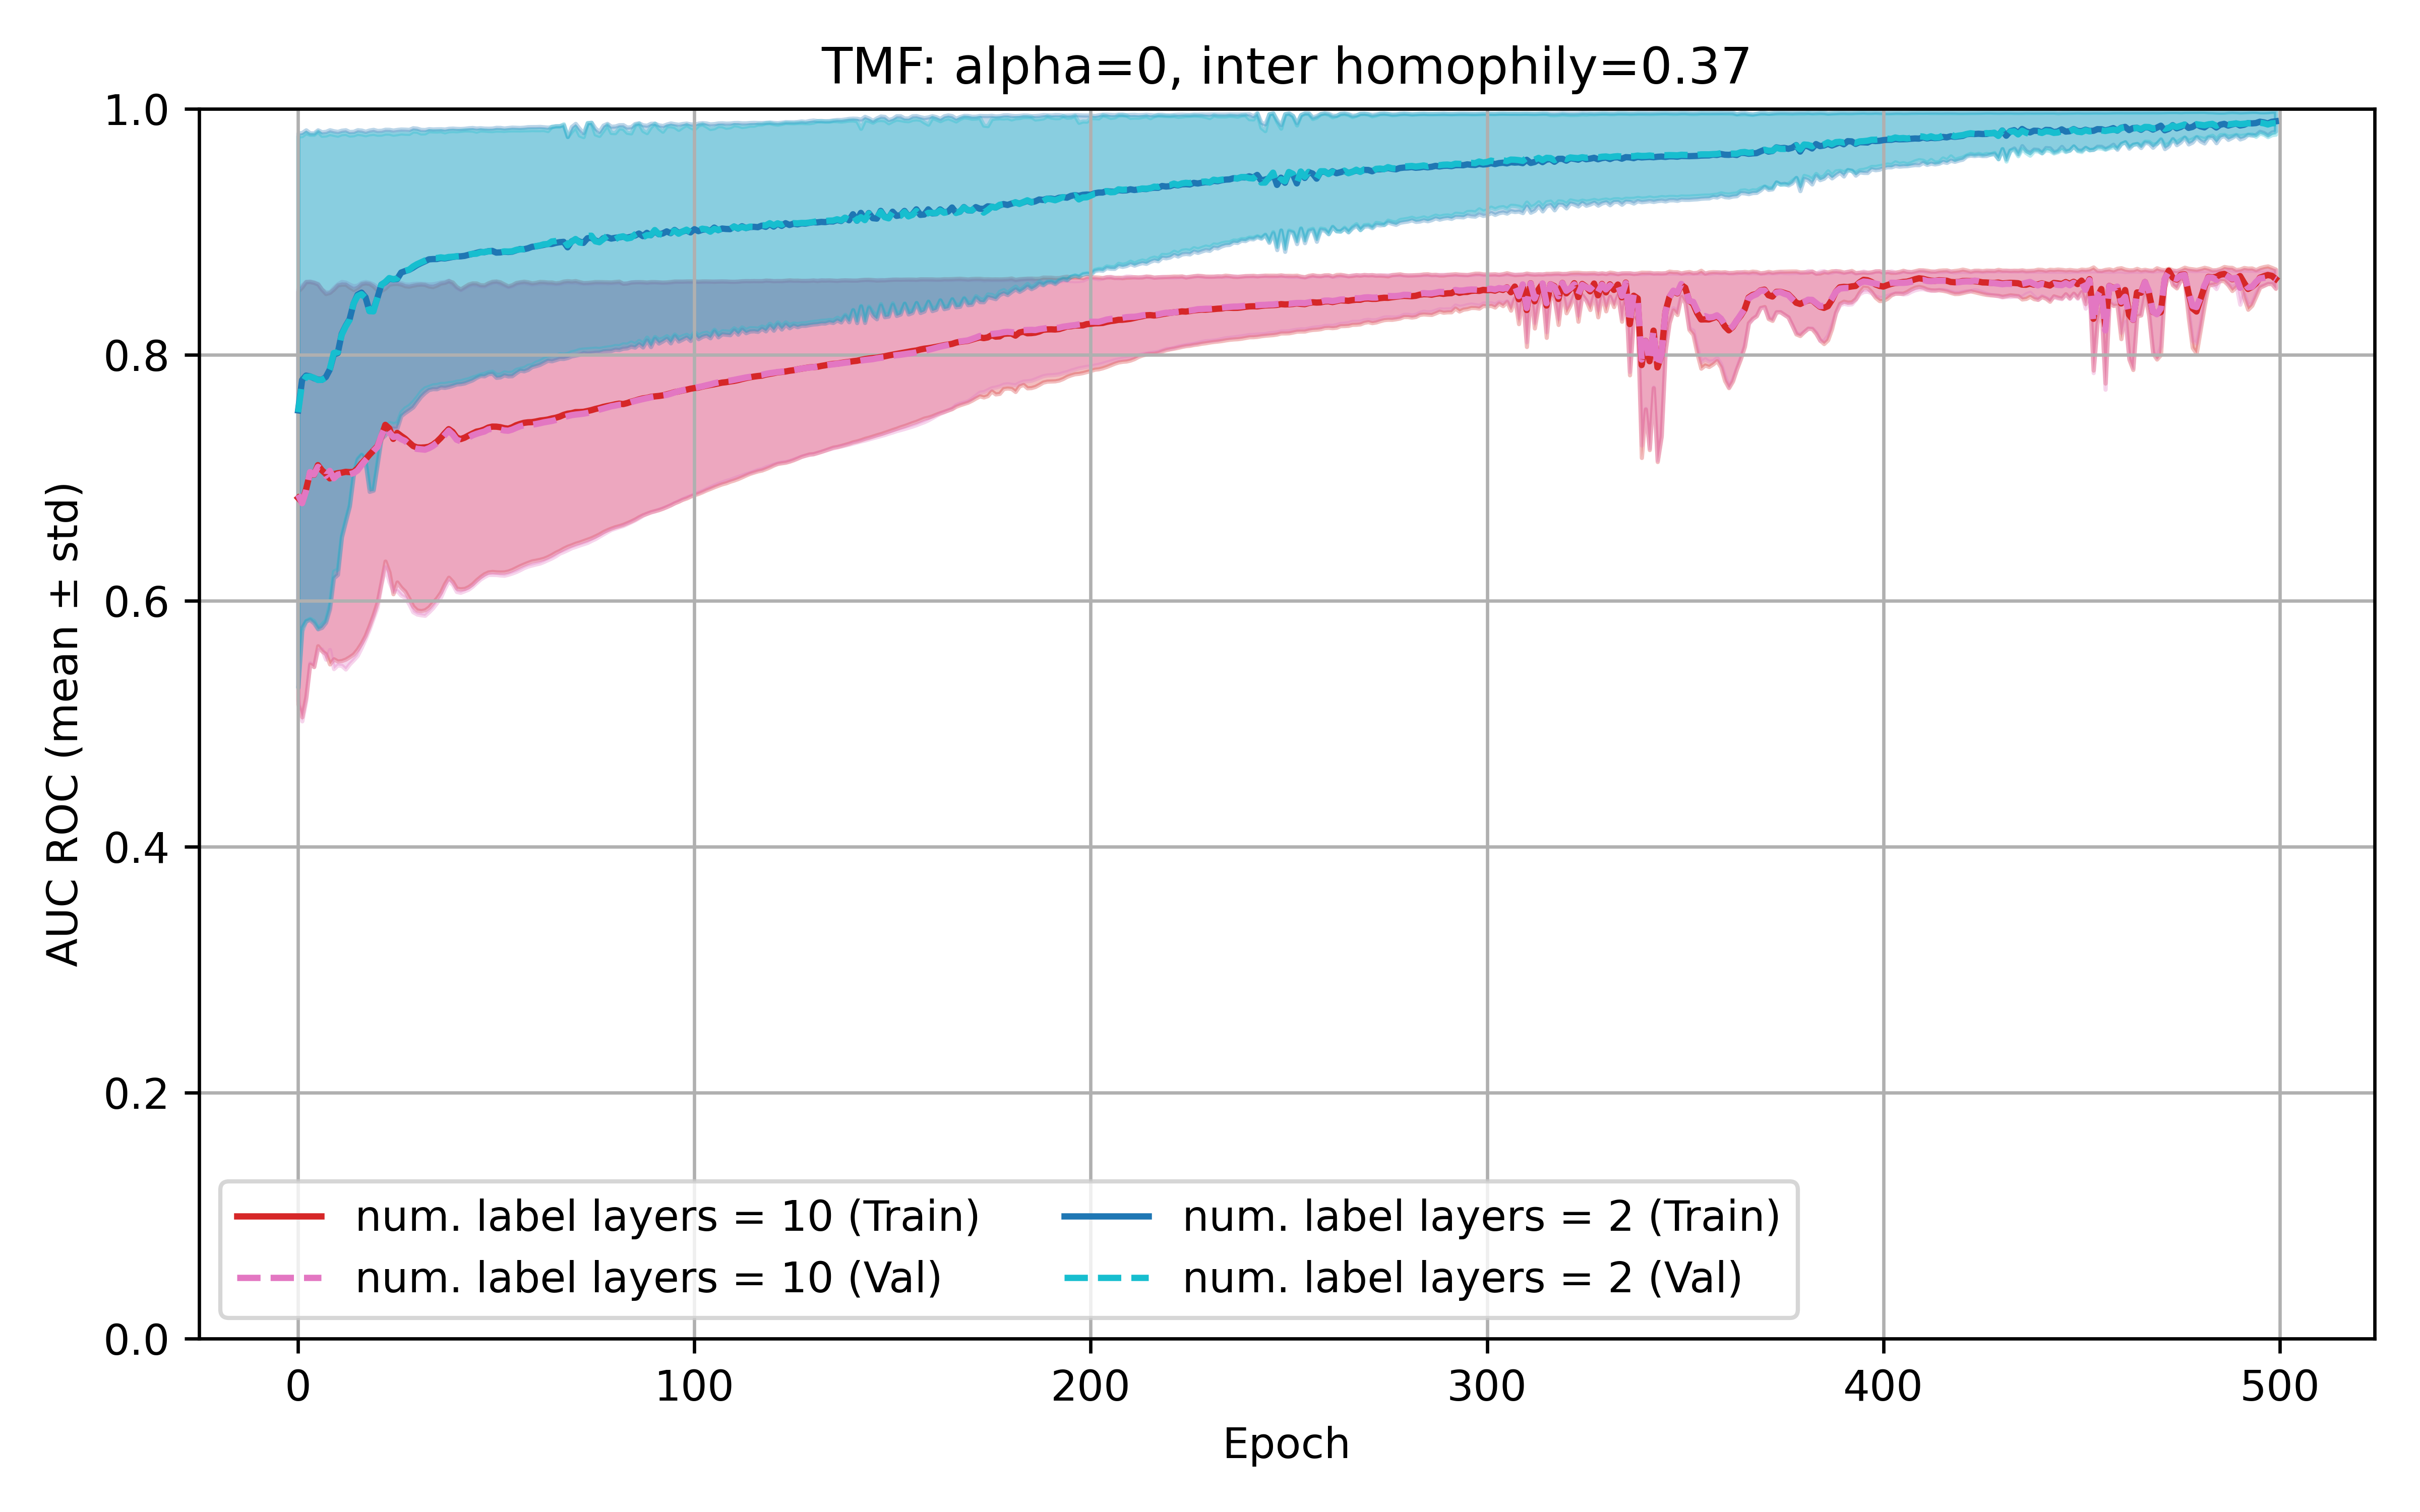 TMF: alpha=0, inter homophily=0.37
AUC ROC (mean ± std)
1.0
0.8
0.6
0.4
0.2
0.0
num. label layers = 10 (Train)
num. label layers = 10 (Val)
num. label layers = 2 (Train)
num. label layers = 2 (Val)
0
100
200
300
400
500
Epoch